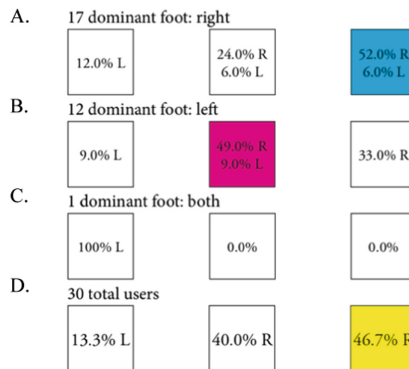 A. 17 dominant foot: right
12.0% L 24.0% R 52.0% R
6.0% L 6.0% L
B. 12 dominant foot: left
9.0% L 49.0% R 33.0% R
9.0% L
C. 1 dominant foot: both
100% L 0.0% 0.0%
D. 30 total users
13.3% L 40.0% R 46.7% R